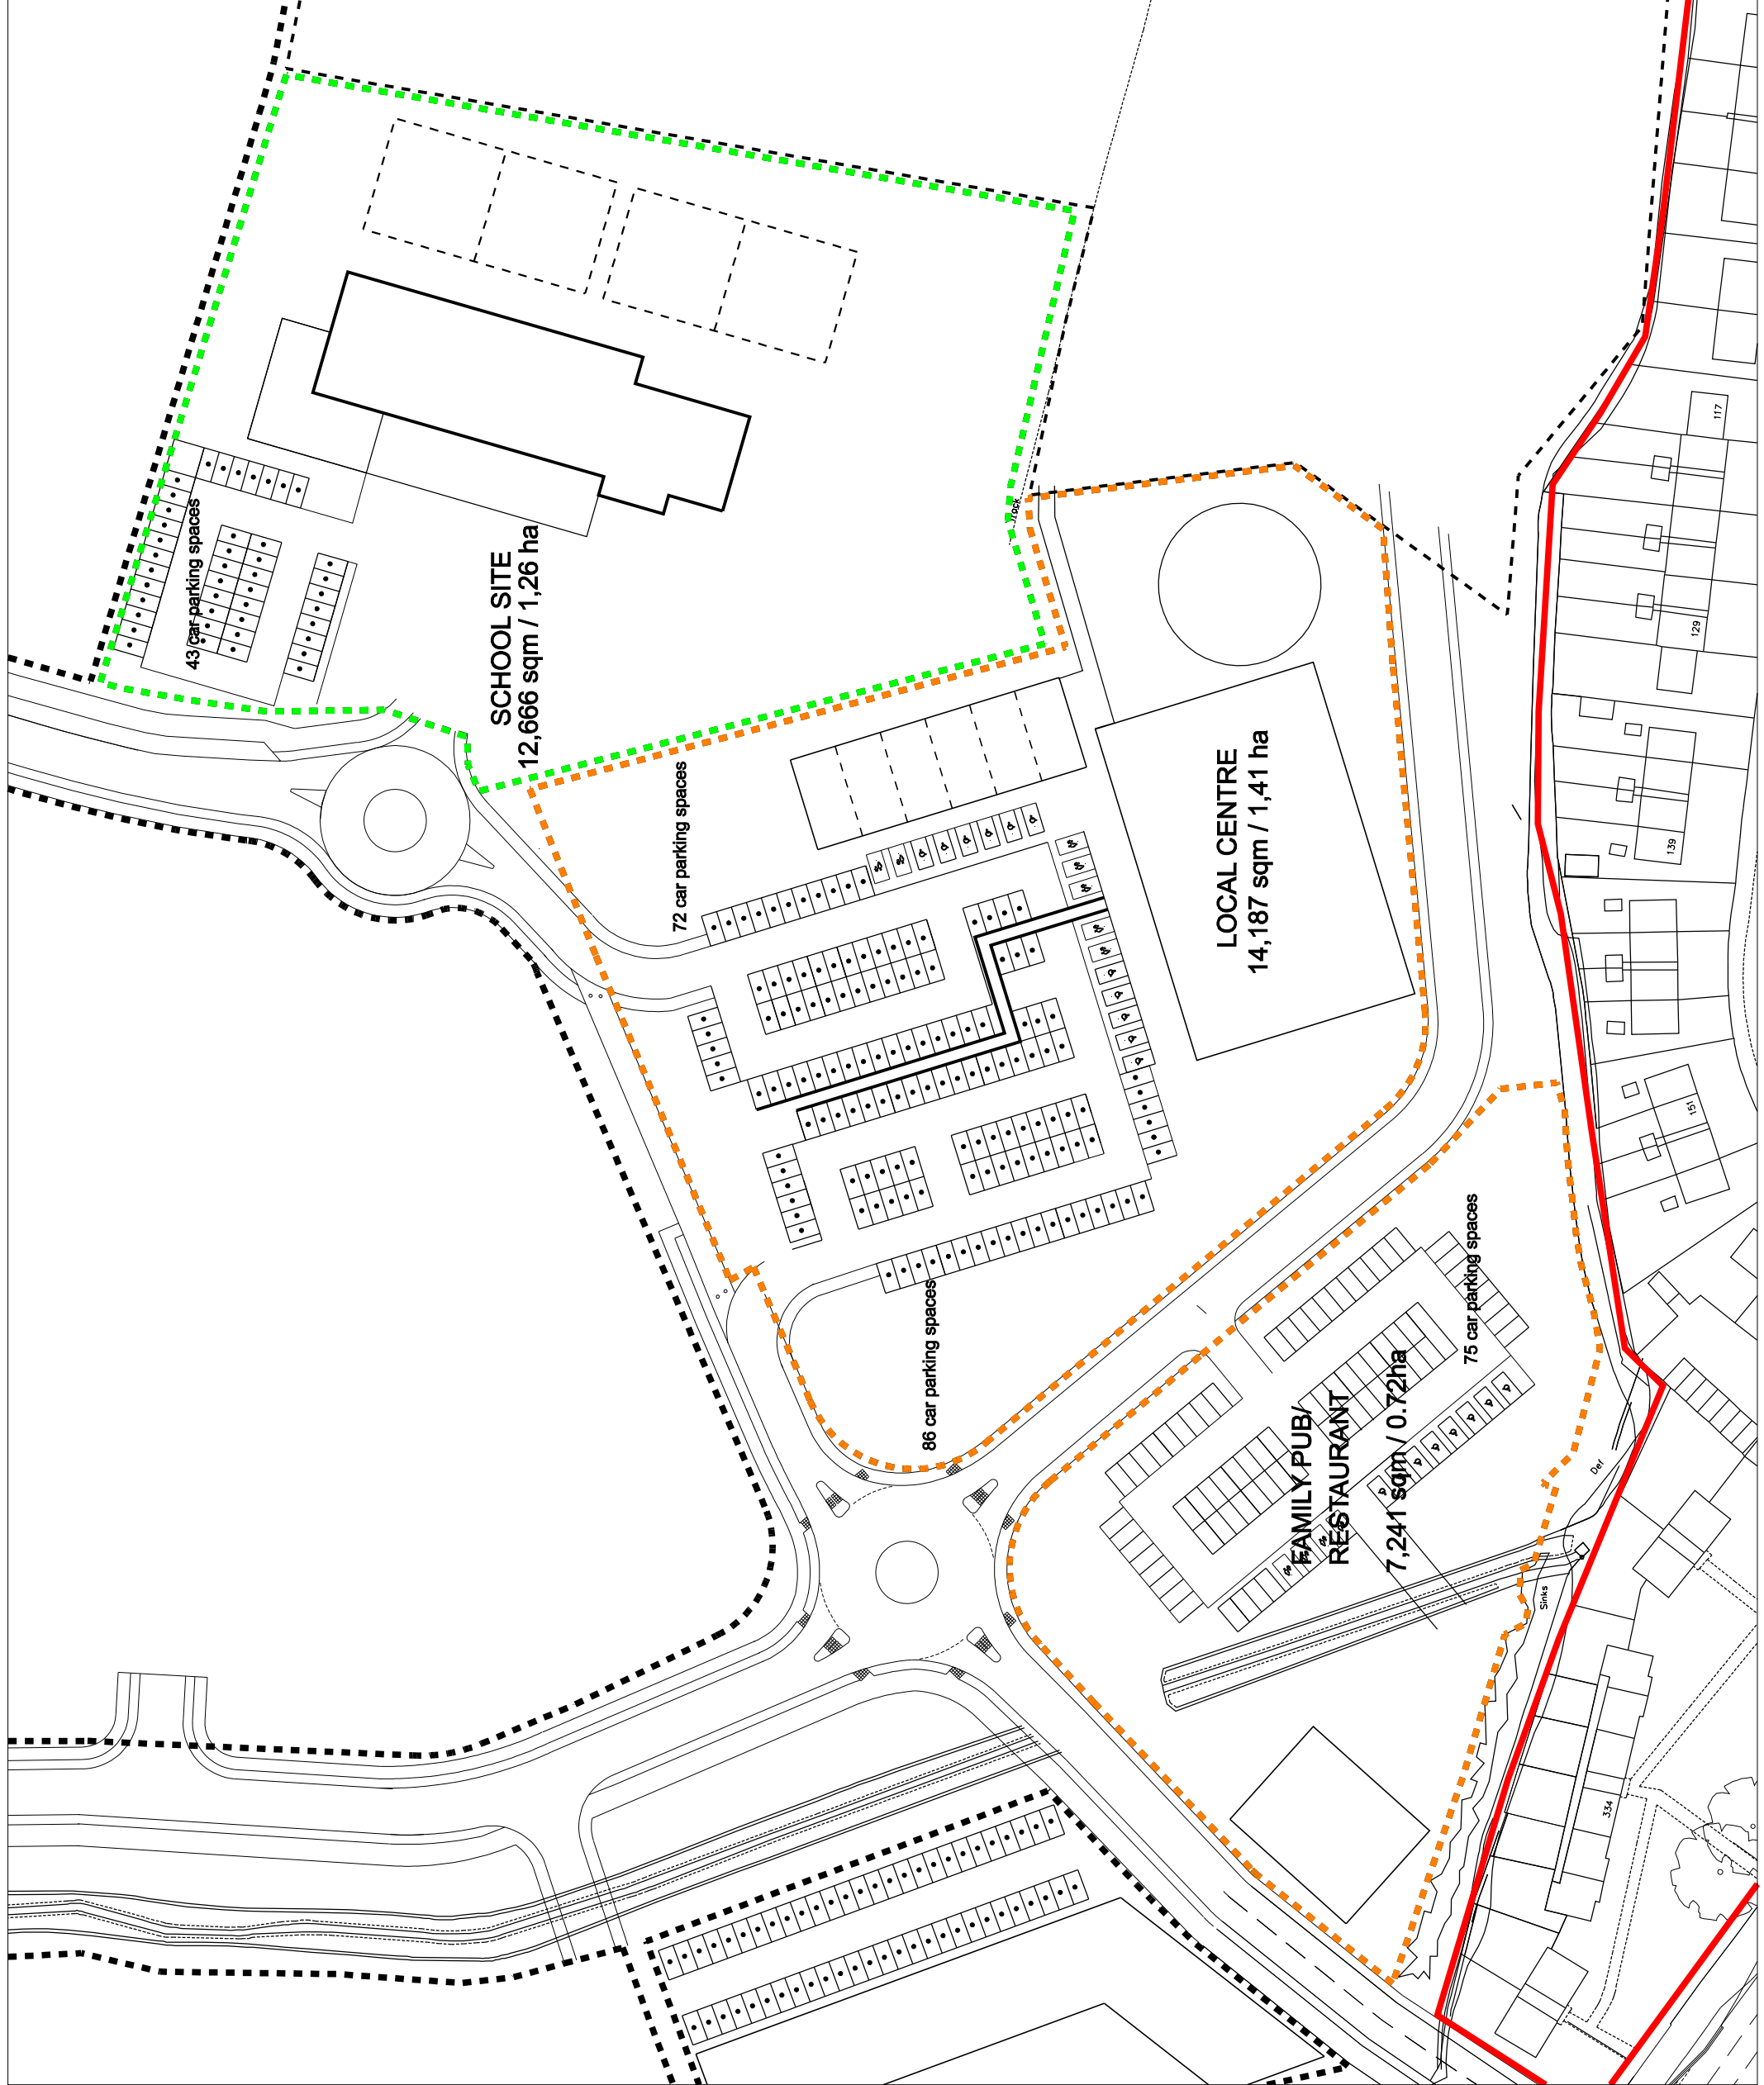 43 car parking spaces
SCHOOL SITE
12,666 sqm / 1,26 ha
Track
72 car parking spaces
LOCAL CENTRE
14,187 sqm / 1,41 ha
86 car parking spaces
75 car parking spaces
FAMILY PUB/
RESTAURANT
7,241 sqm / 0.72ha
117
129
139
151
Def
Sinks
334